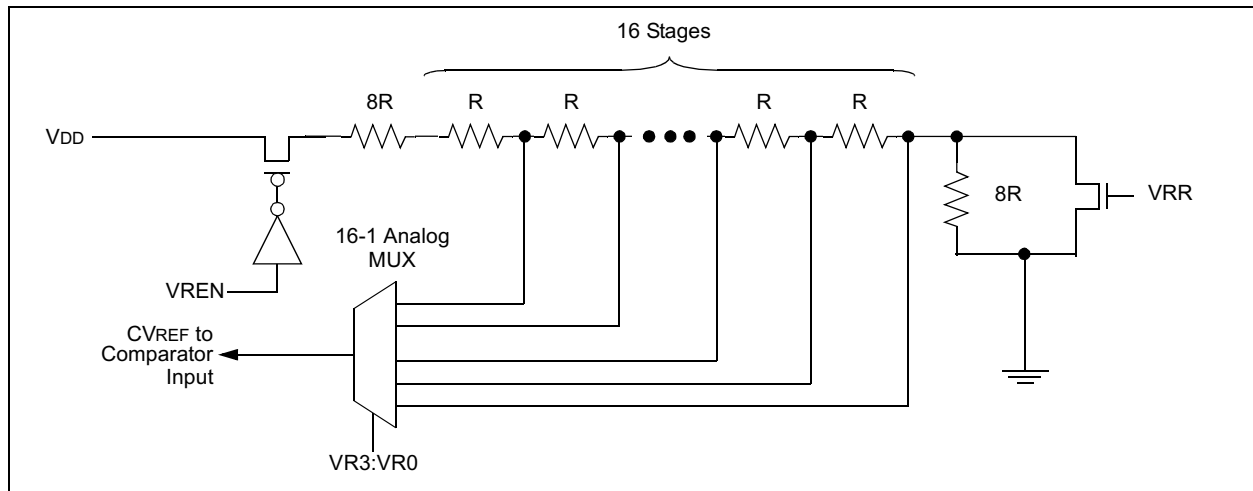 16 Stages
8R
R
R
R
R
VDD
8R
VRR
16-1 Analog
MUX
VREN
CVREF to
Comparator
Input
VR3:VR0